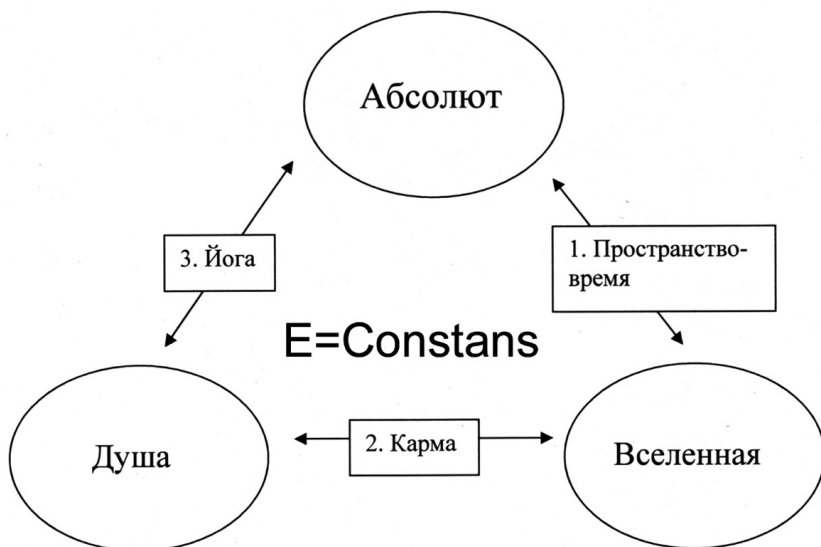 Абсолют
3. Йога
1. Пространство-
время
E=Constans
Душа
2. Карма
Вселенная